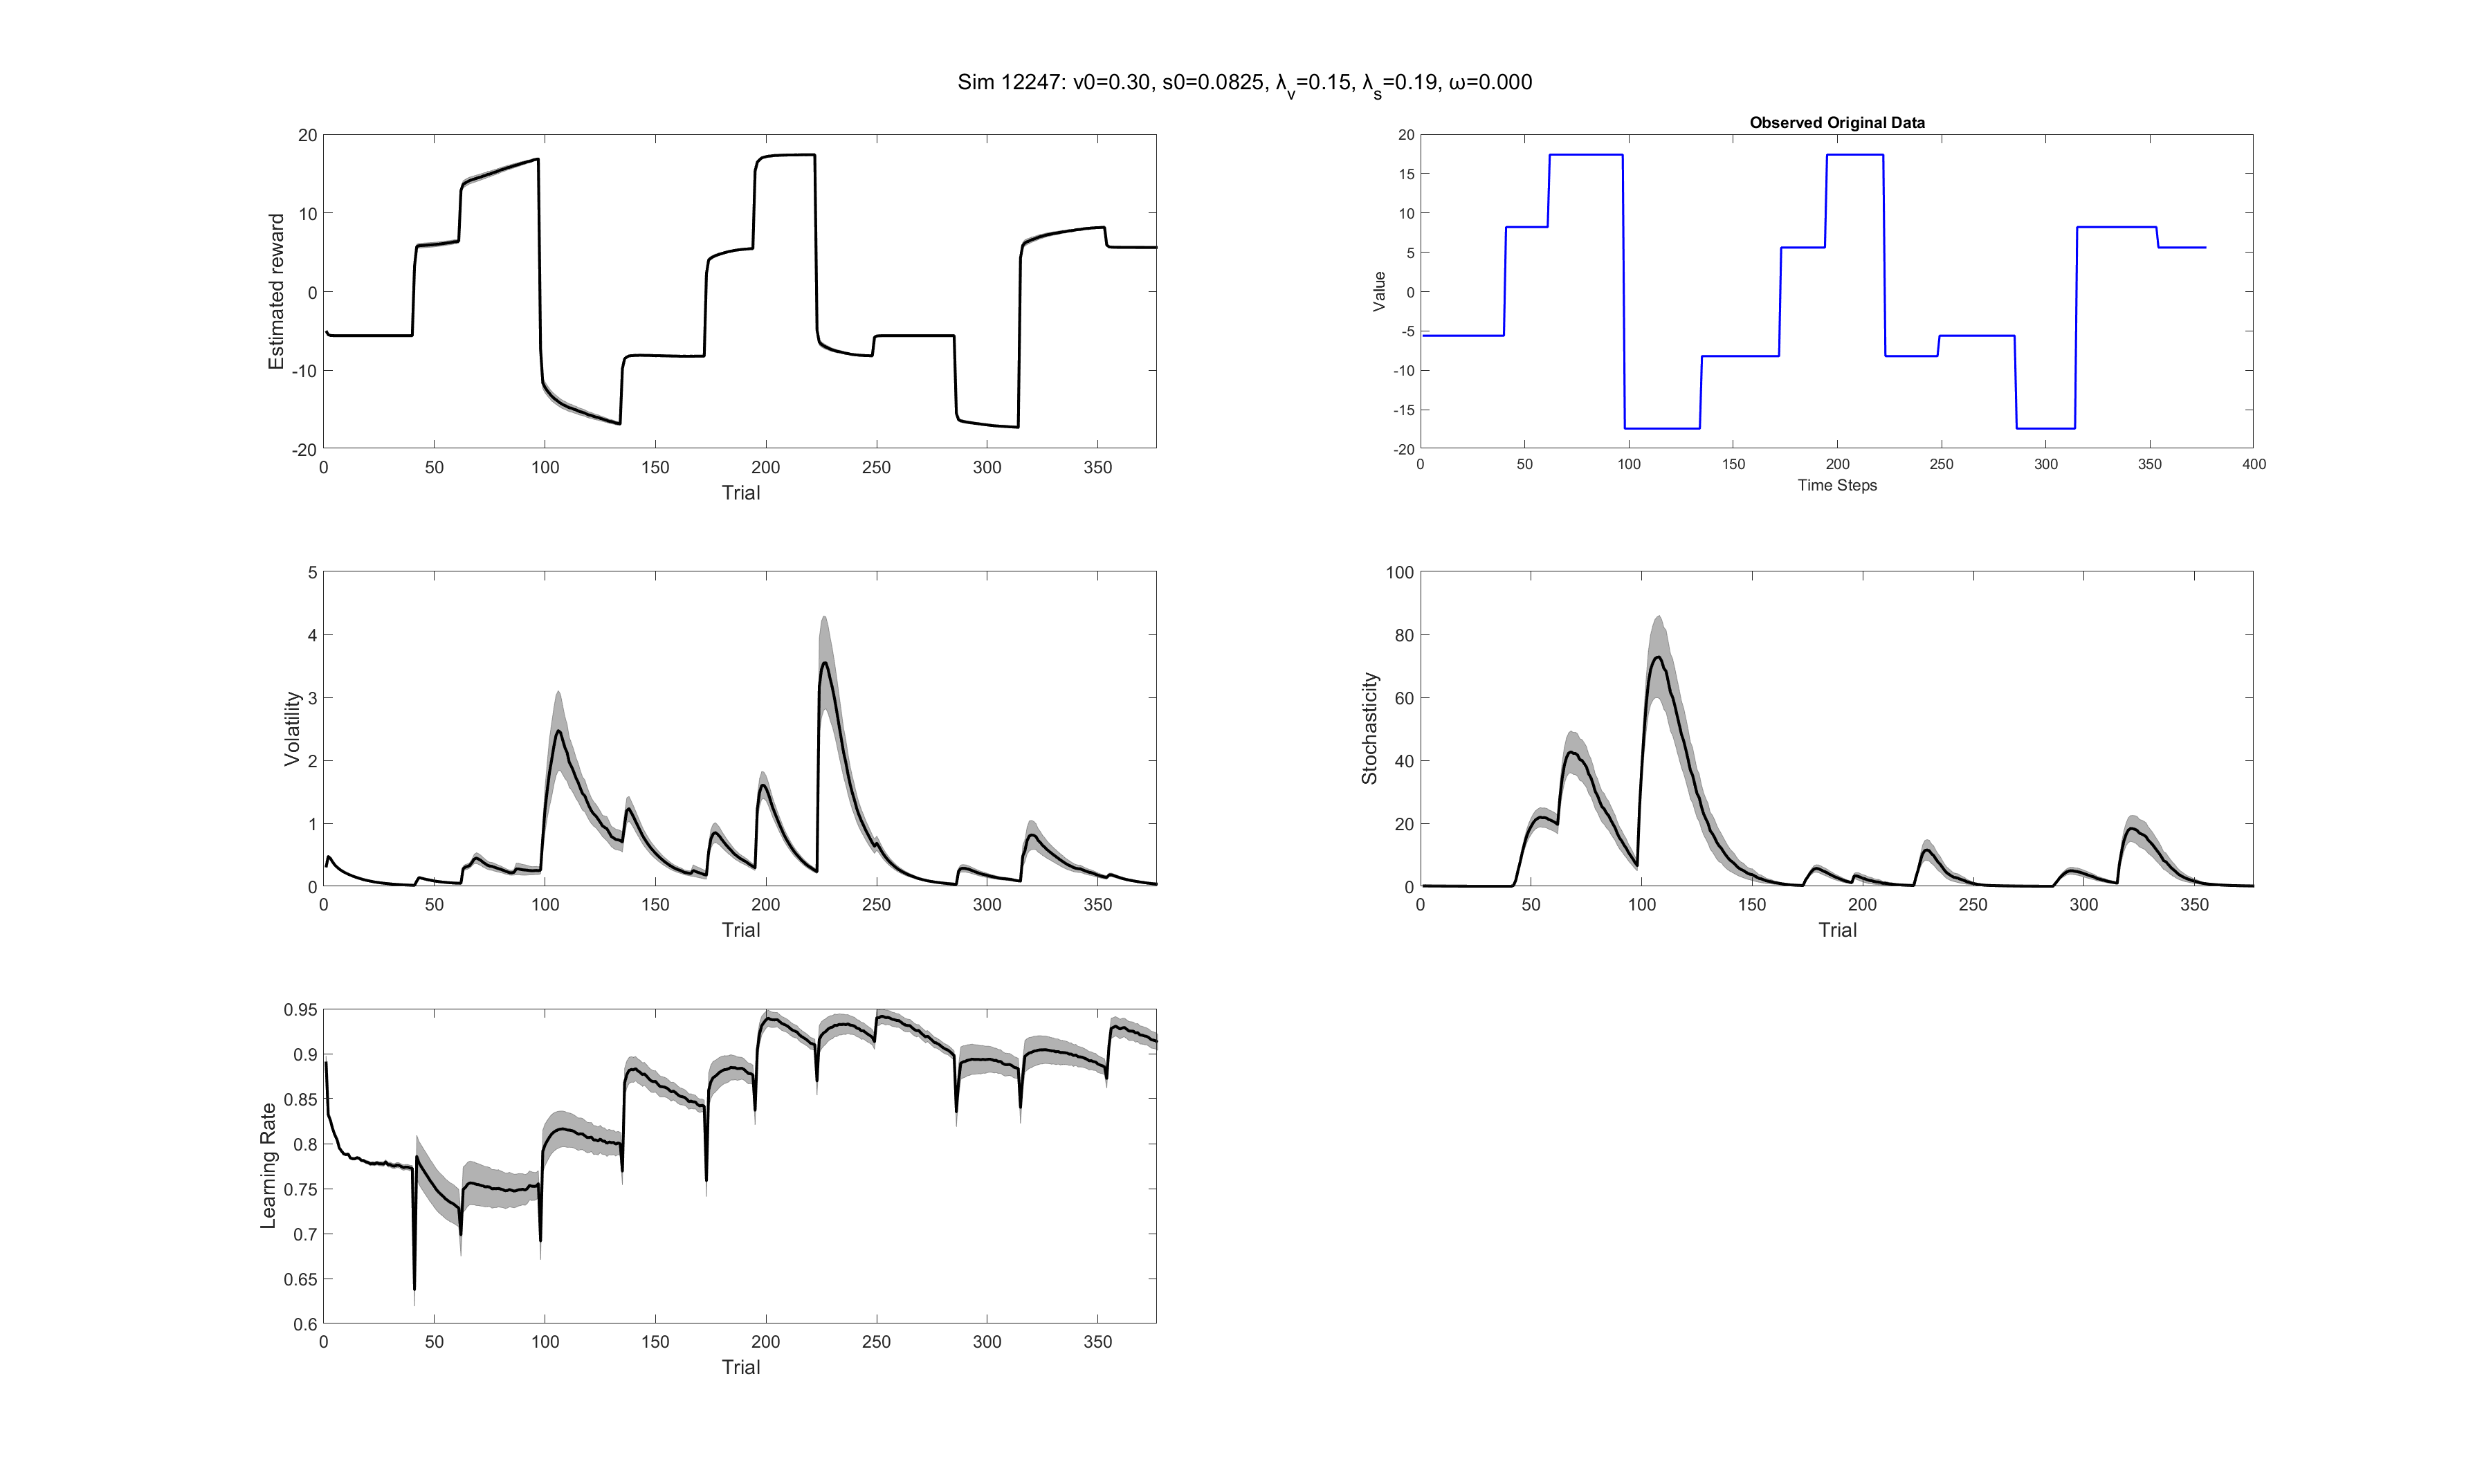 Sim 12247: v0=0.30, s0=0.0825, λv=0.15, λs=0.19, ω=0.000
Estimated reward
20
10
0
-10
-20
0 50 100 150 200 250 300 350
Trial
Observed Original Data
Value
20
15
10
5
0
-5
-10
-15
-20
0 50 100 150 200 250 300 350 400
Time Steps
Volatility
5
4
3
2
1
0
0 50 100 150 200 250 300 350
Trial
Stochasticity
100
80
60
40
20
0
0 50 100 150 200 250 300 350
Trial
Learning Rate
0.95
0.9
0.85
0.8
0.75
0.7
0.65
0.6
0 50 100 150 200 250 300 350
Trial